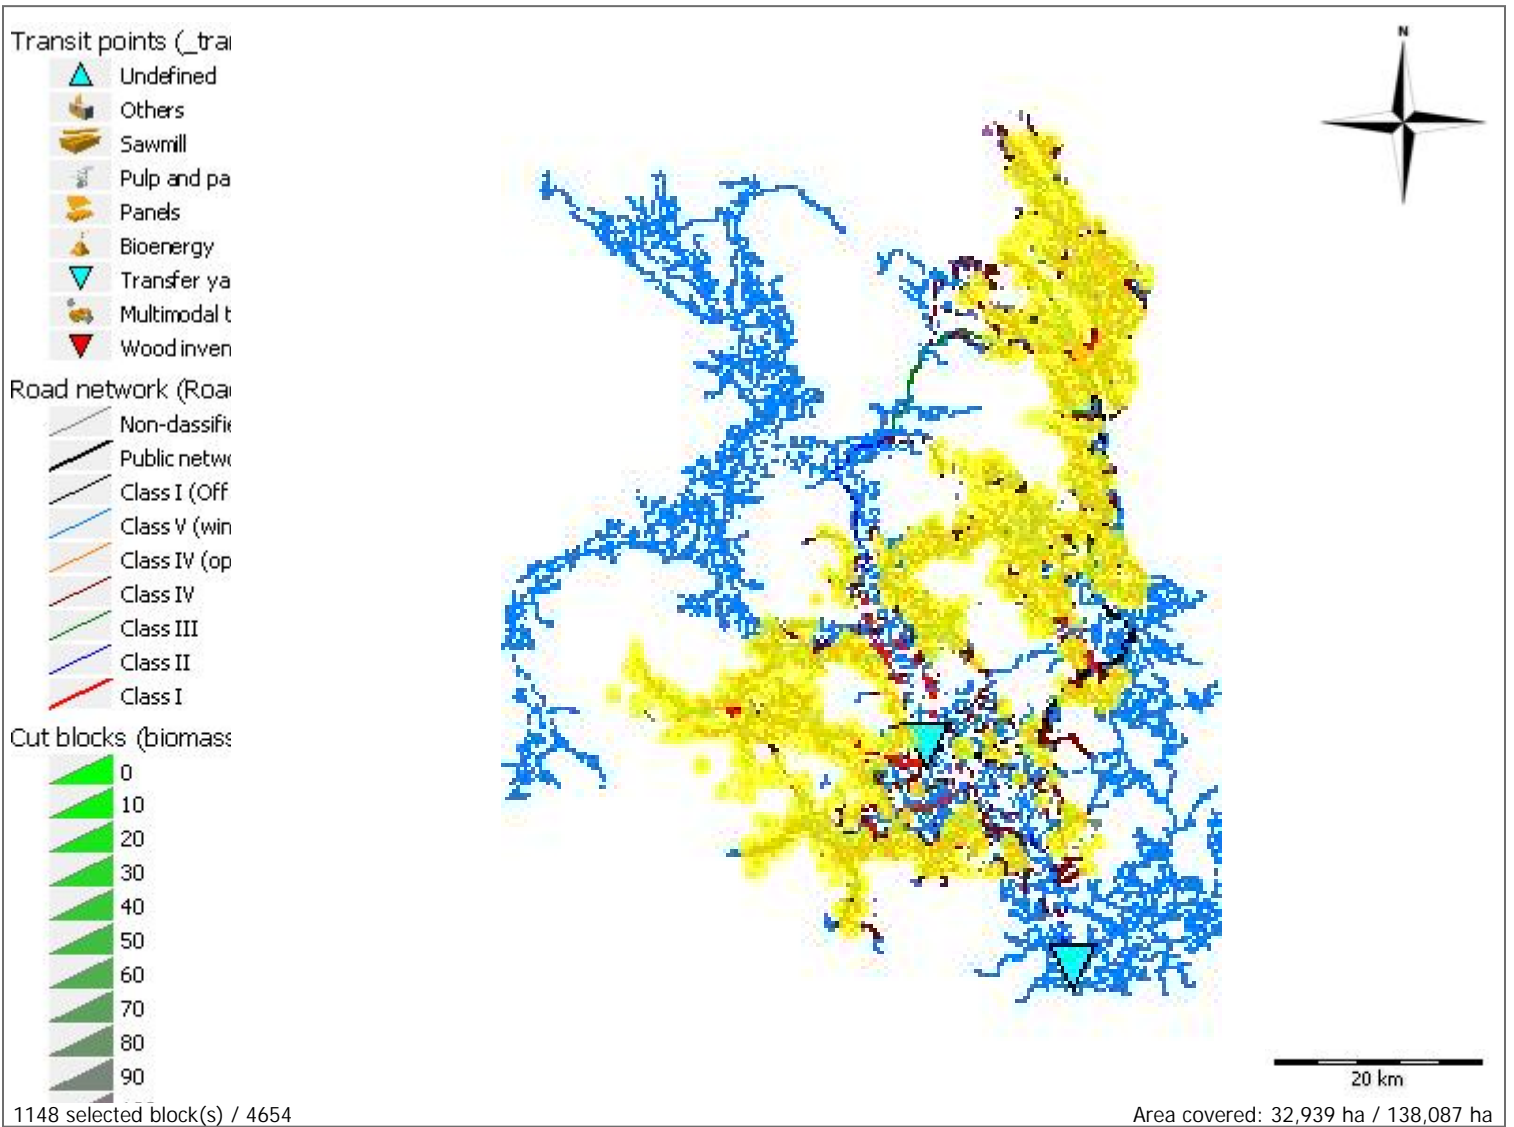 Transit points (_tra
Undefined
Others
Sawmill
Pulp and pa
Panels
Bioenergy
Transfer ya
Multimodal t
Wood inven
Road network (Roa
Non-classifie
Public netw
Class I (Off
Class V (win
Class IV (op
Class IV
Class III
Class II
Class I
Cut blocks (biomass
0
10
20
30
40
50
60
70
80
90
1148 selected block(s) / 4654
N
20 km
Area covered: 32,939 ha / 138,087 ha